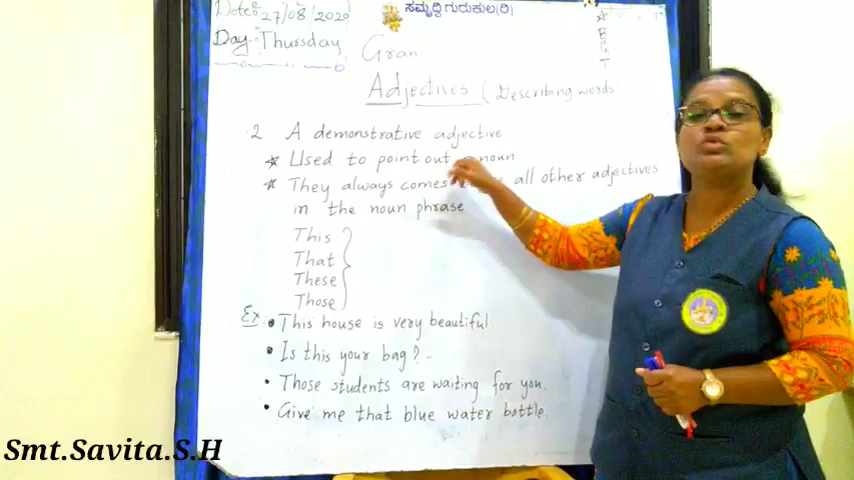 Date: 27/08/2020
ಸಮೃದ್ಧಿ ಗುರುಕುಲ(ರಿ)
Day: Thursday
Gran
Adjectives (Describing words)
2 A demonstrative adjective
Used to point out a noun
They always comes all other adjectives
in the noun phrase
This
That
These
Those
Ex • This house is very beautiful.
• Is this your bag? -
• Those students are waiting for you.
• Give me that blue water bottle.
Smt.Savita.S.H